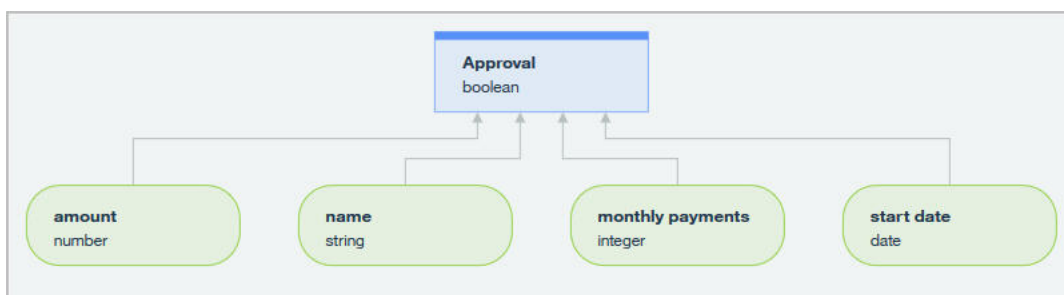 Approval
boolean
amount
number
name
string
monthly payments
integer
start date
date